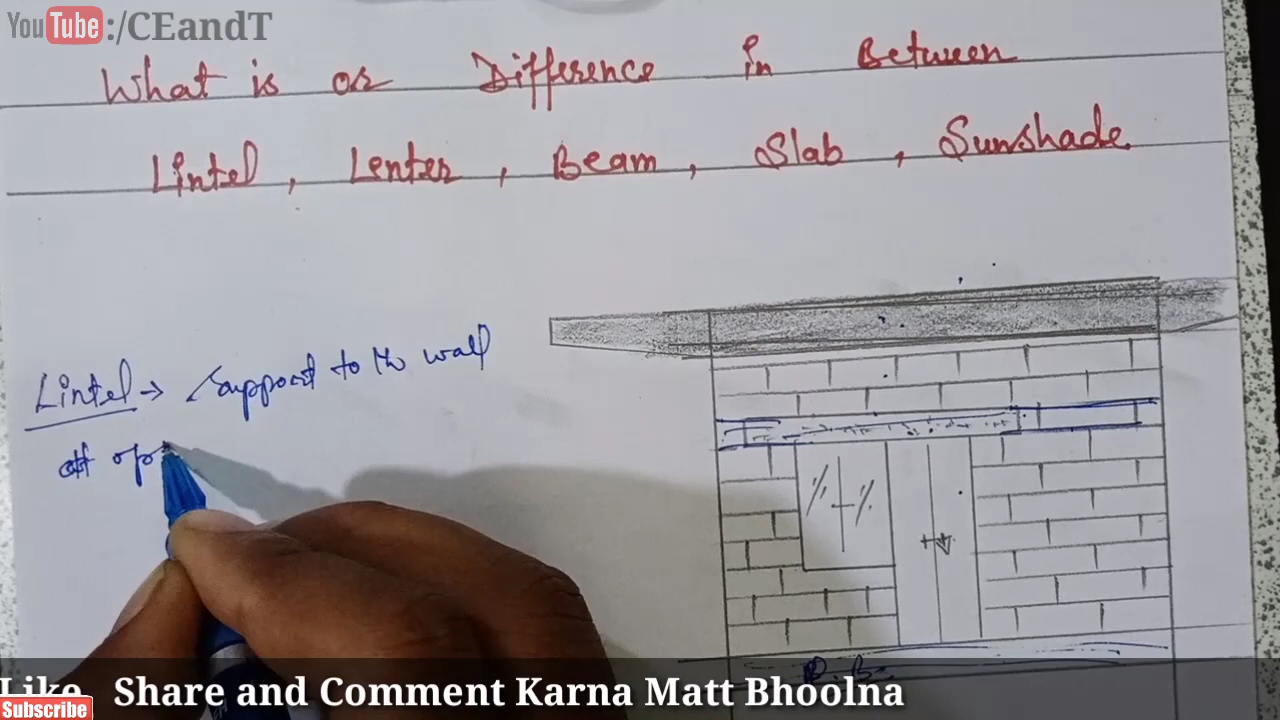 YouTube:/CEandT
What is or Difference in Between
Lintel, Lenter, Beam, Slab, Sunshade
Lintel → Support to the wall
at op
Like Share and Comment Karna Matt Bhoolna
Subscribe